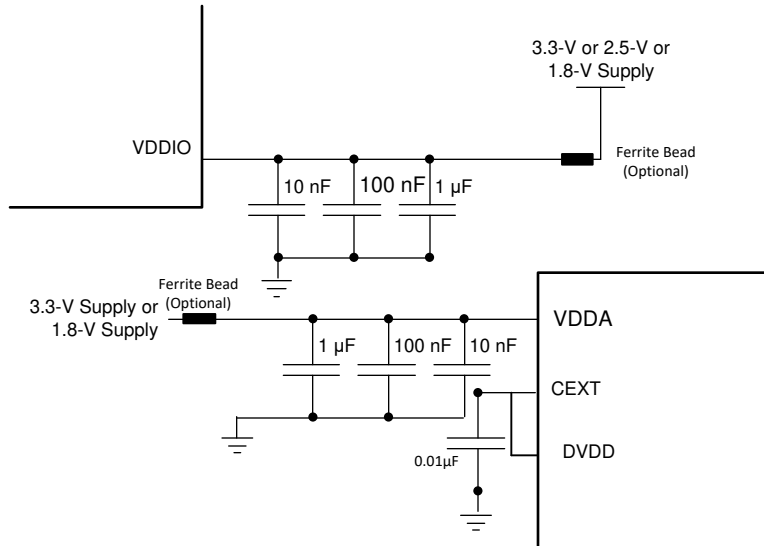 3.3-V or 2.5-V or
1.8-V Supply
VDDIO
Ferrite Bead
(Optional)
10 nF
100 nF
1 µF
Ferrite Bead
(Optional)
3.3-V Supply or
1.8-V Supply
VDDA
1 µF
100 nF
10 nF
CEXT
0.01µF
DVDD